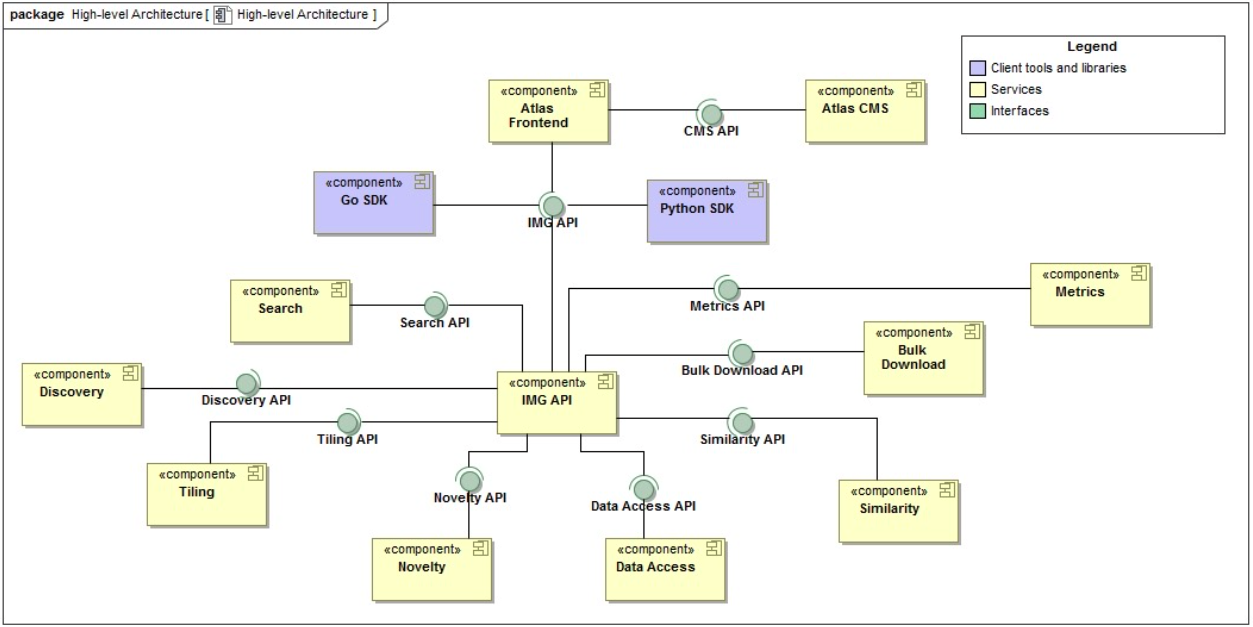 package High-level Architecture [ High-level Architecture ]
Legend
Client tools and libraries
Services
Interfaces
«component»
Atlas
Frontend
CMS API
«component»
Atlas CMS
«component»
Go SDK
IMG API
«component»
Python SDK
«component»
Search
Search API
Metrics API
«component»
Metrics
Bulk Download API
«component»
Bulk
Download
«component»
Discovery
Discovery API
«component»
IMG API
Tiling API
Similarity API
«component»
Tiling
Novelty API
Data Access API
«component»
Similarity
«component»
Novelty
«component»
Data Access